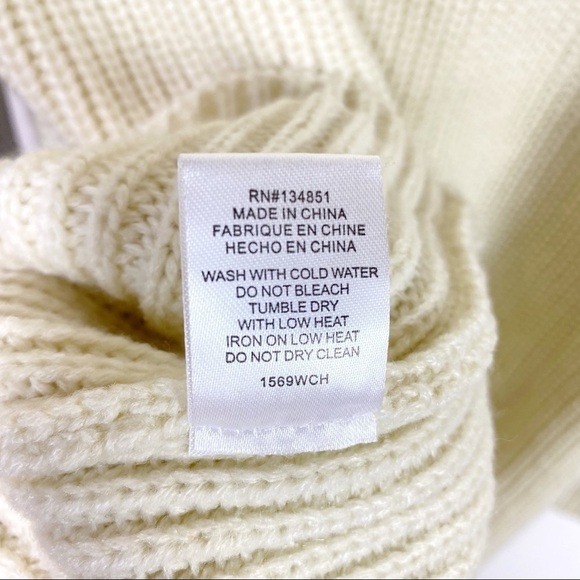 RN#134851
MADE IN CHINA
FABRIQUE EN CHINE
HECHO EN CHINA
WASH WITH COLD WATER
DO NOT BLEACH
TUMBLE DRY
WITH LOW HEAT
IRON ON LOW HEAT
DO NOT DRY CLEAN
1569WCH